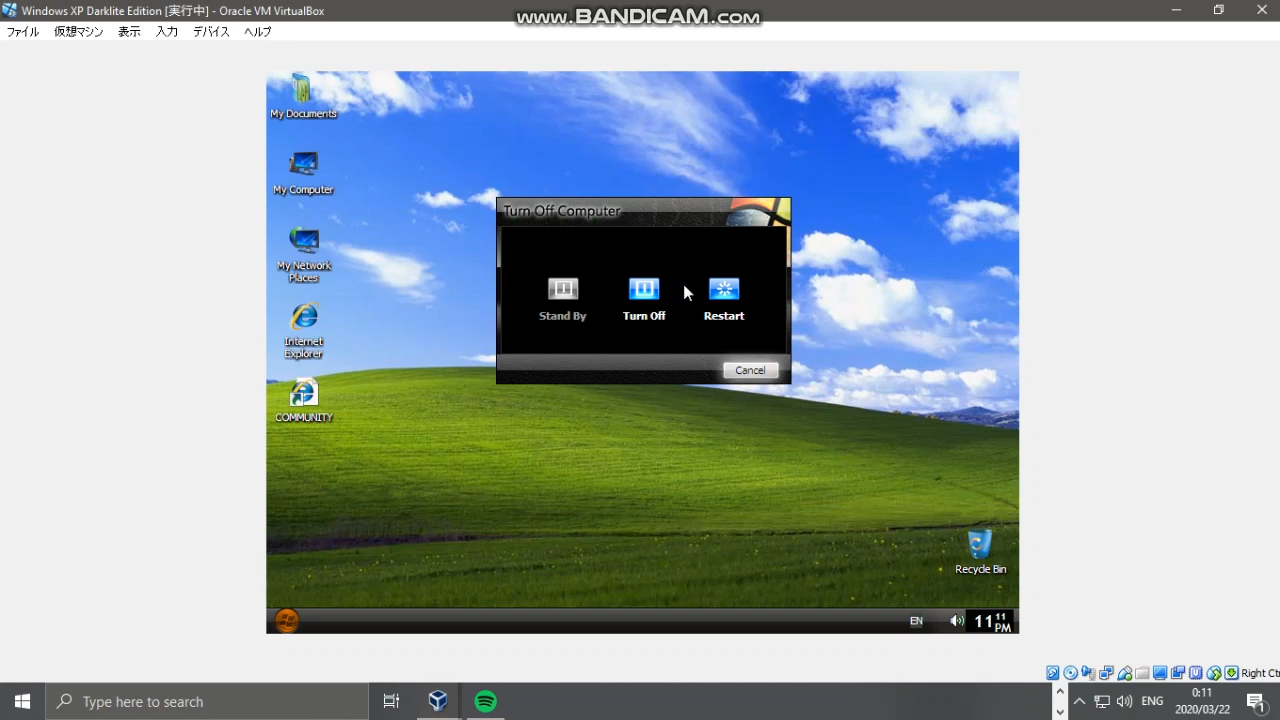 Windows XP Darklite Edition [実行中] - Oracle VM VirtualBox
www.BANDICAM.com
ファイル 仮想マシン 表示 入力 デバイス ヘルプ
My Documents
My Computer
My Network
Places
Internet
Explorer
COMMUNITY
Turn Off Computer
Stand By
Turn Off
Restart
Cancel
Recycle Bin
EN
11 11
PM
Right Ct
Type here to search
ENG
0:11
2020/03/22
1